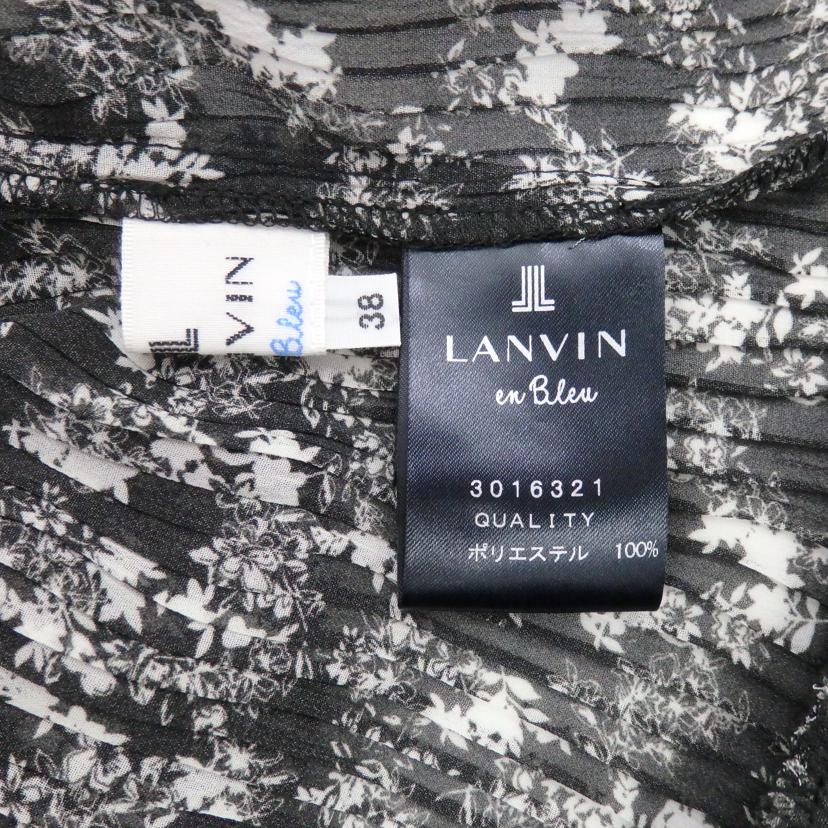 VIN
Bleu
38
LANVIN
en Bleu
3016321
QUALITY
ポリエステル 100%